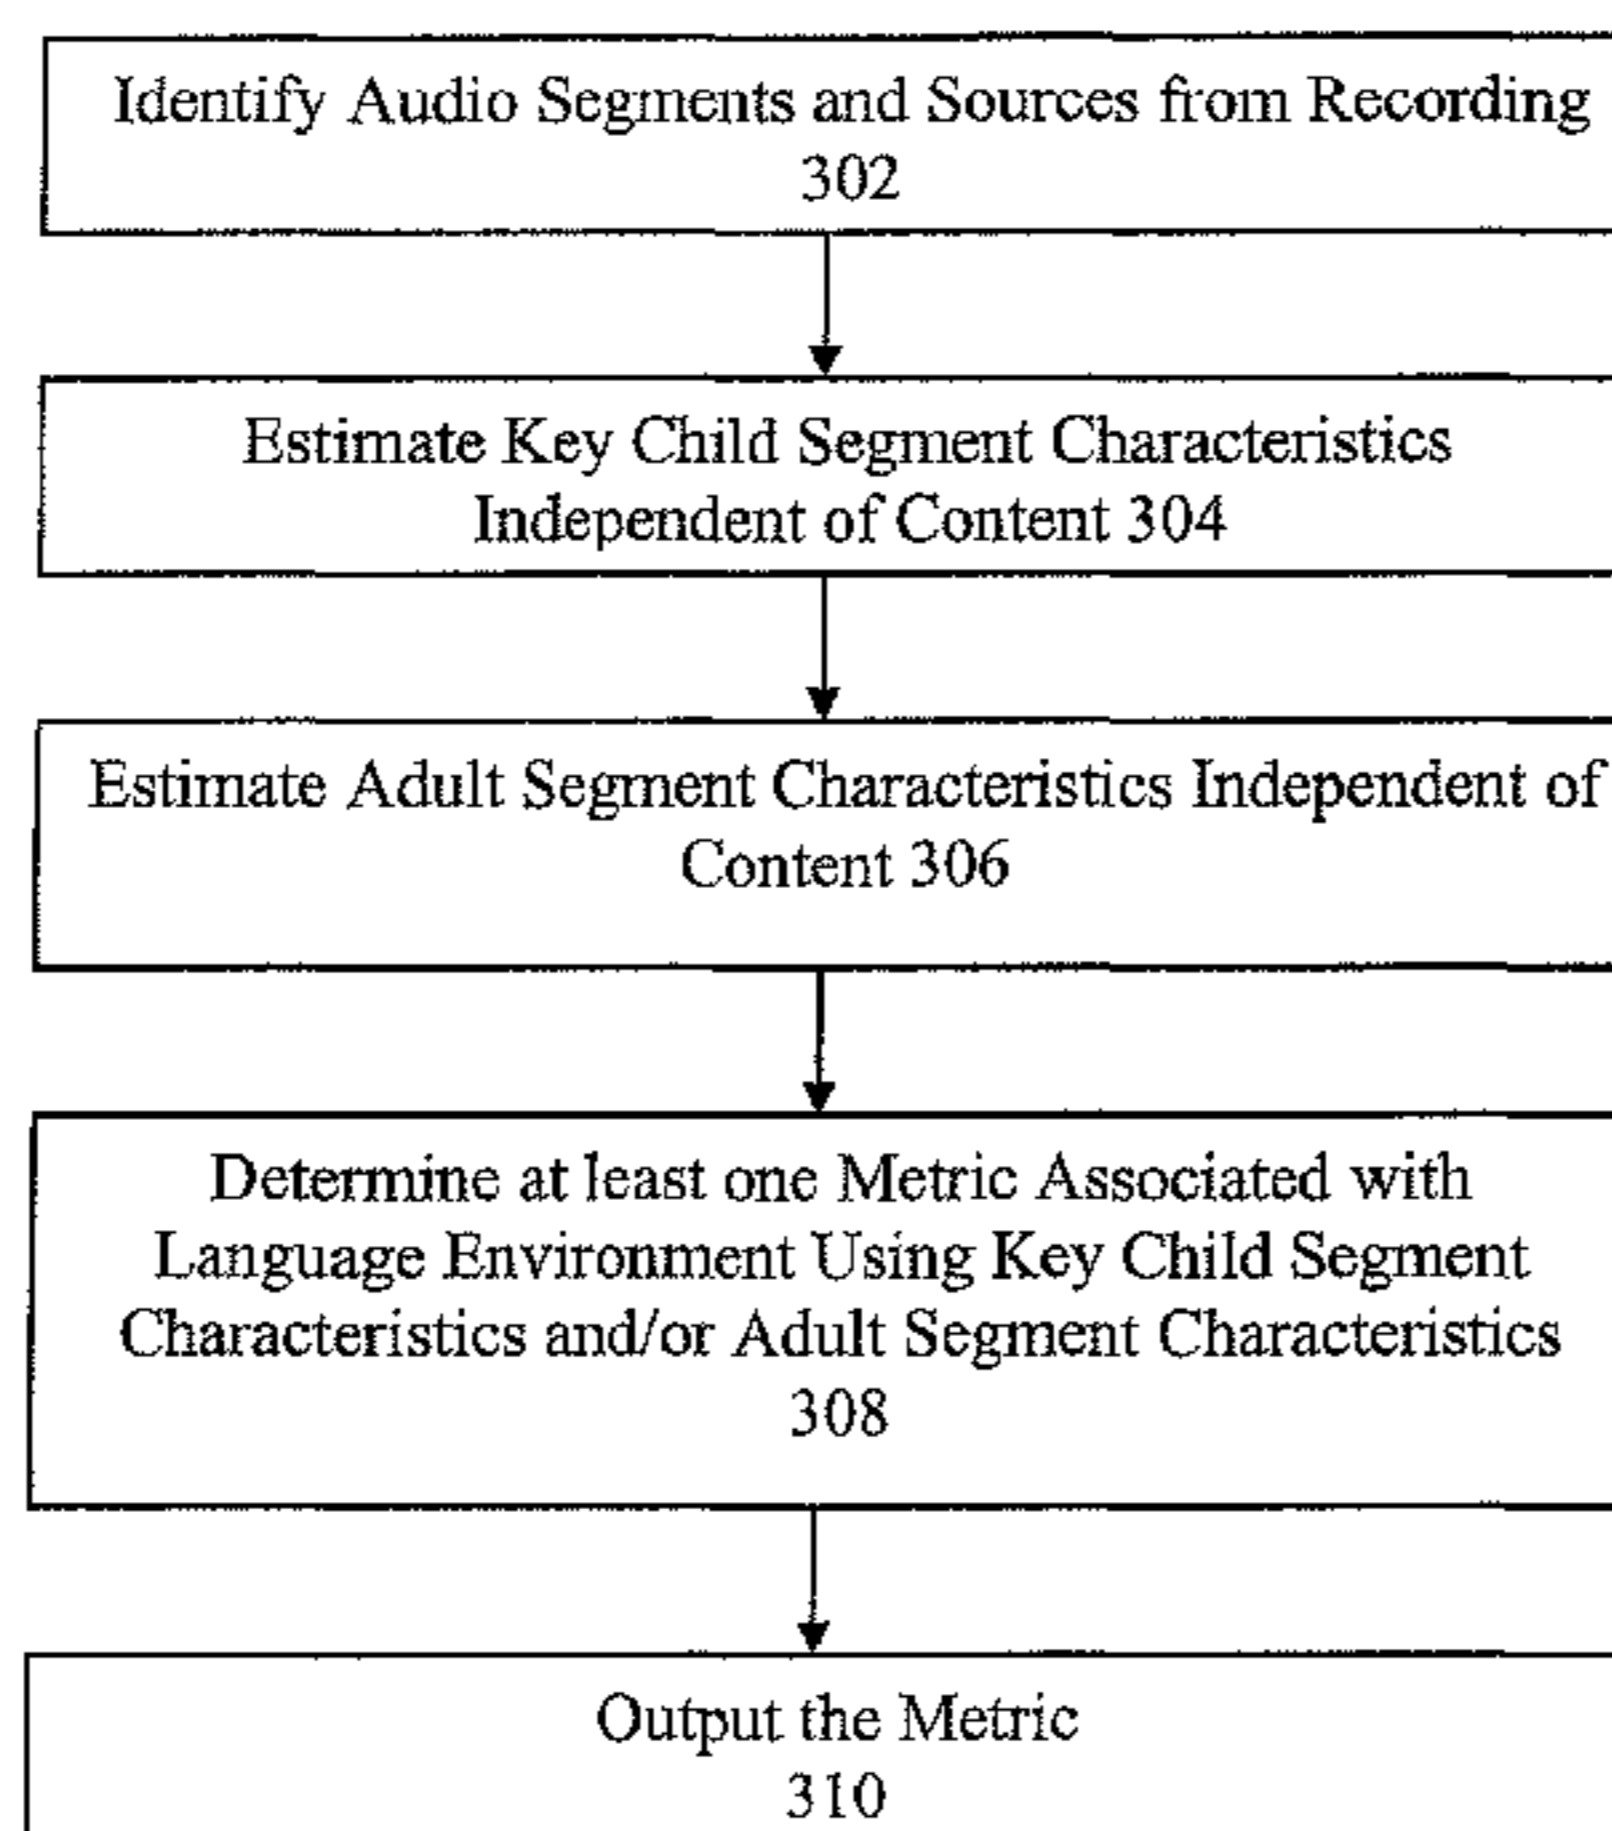 Identify Audio Segments and Sources from Recording
302
Estimate Key Child Segment Characteristics
Independent of Content 304
Estimate Adult Segment Characteristics Independent of
Content 306
Determine at least one Metric Associated with
Language Environment Using Key Child Segment
Characteristics and/or Adult Segment Characteristics
308
Output the Metric
310